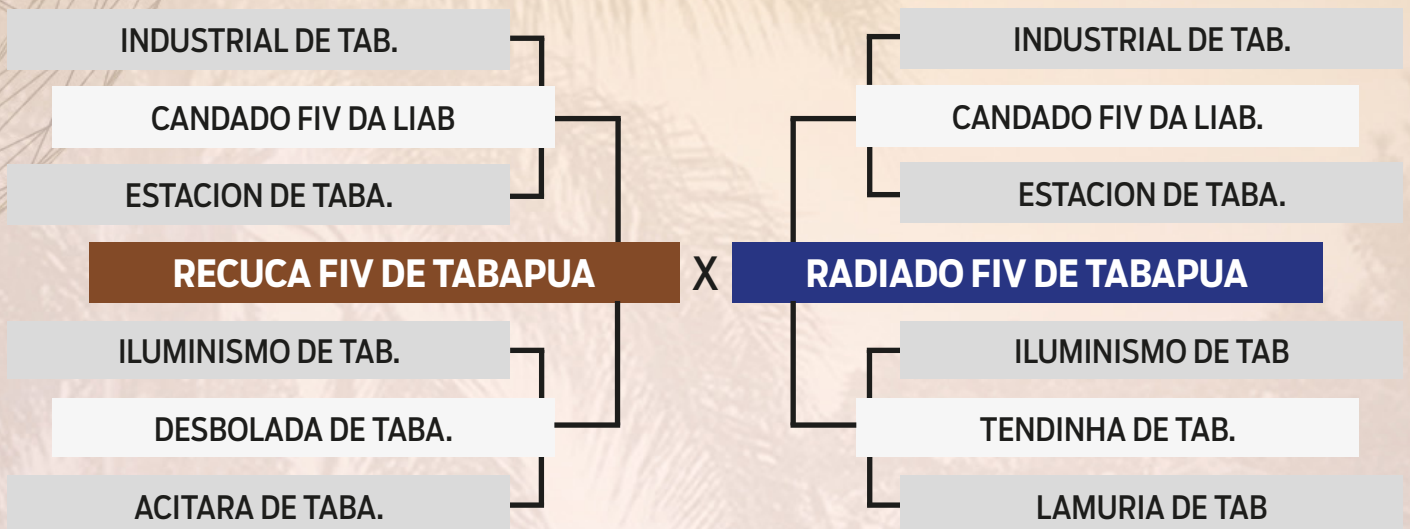 INDUSTRIAL DE TAB.
CANDADO FIV DA LIAB
ESTACION DE TABA.
RECUCA FIV DE TABAPUA
ILUMINISMO DE TAB.
DESBOLADA DE TABA.
ACITARA DE TABA.
X
INDUSTRIAL DE TAB.
CANDADO FIV DA LIAB.
ESTACION DE TABA.
RADIADO FIV DE TABAPUA
ILUMINISMO DE TAB
TENDINHA DE TAB.
LAMURIA DE TAB